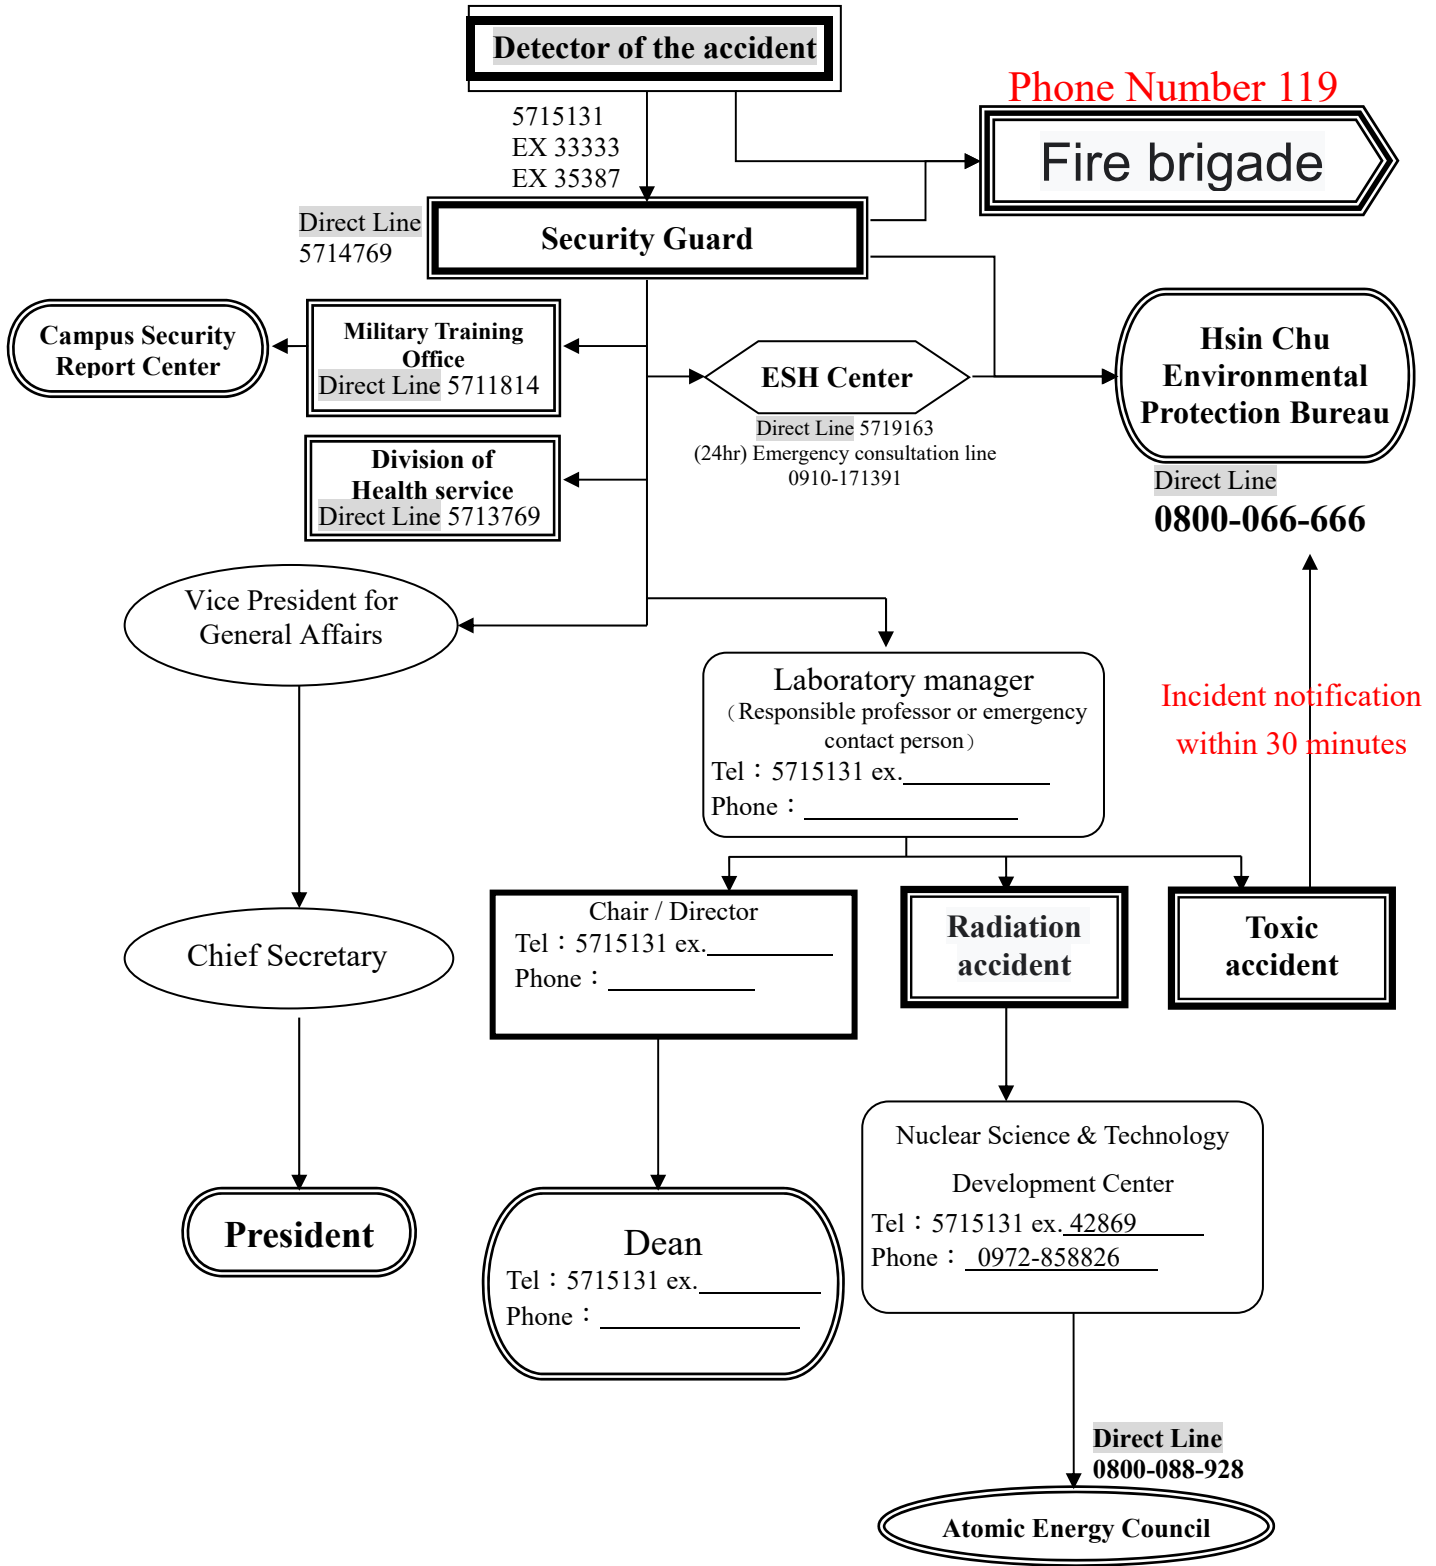 Detector of the accident
Phone Number 119
Fire brigade
5715131
EX 33333
EX 35387
Direct Line
5714769
Security Guard
Campus Security
Report Center
Military Training
Office
Direct Line 5711814
ESH Center
Direct Line 5719163
(24hr) Emergency consultation line
0910-171391
Hsin Chu
Environmental
Protection Bureau
Direct Line
0800-066-666
Division of
Health service
Direct Line 5713769
Vice President for
General Affairs
Laboratory manager
（Responsible professor or emergency
contact person）
Tel：5715131 ex.
Phone：
Incident notification
within 30 minutes
Chair / Director
Tel：5715131 ex.
Phone：
Radiation
accident
Toxic
accident
Chief Secretary
Nuclear Science & Technology
Development Center
Tel：5715131 ex. 42869
Phone： 0972-858826
President
Dean
Tel：5715131 ex.
Phone：
Direct Line
0800-088-928
Atomic Energy Council